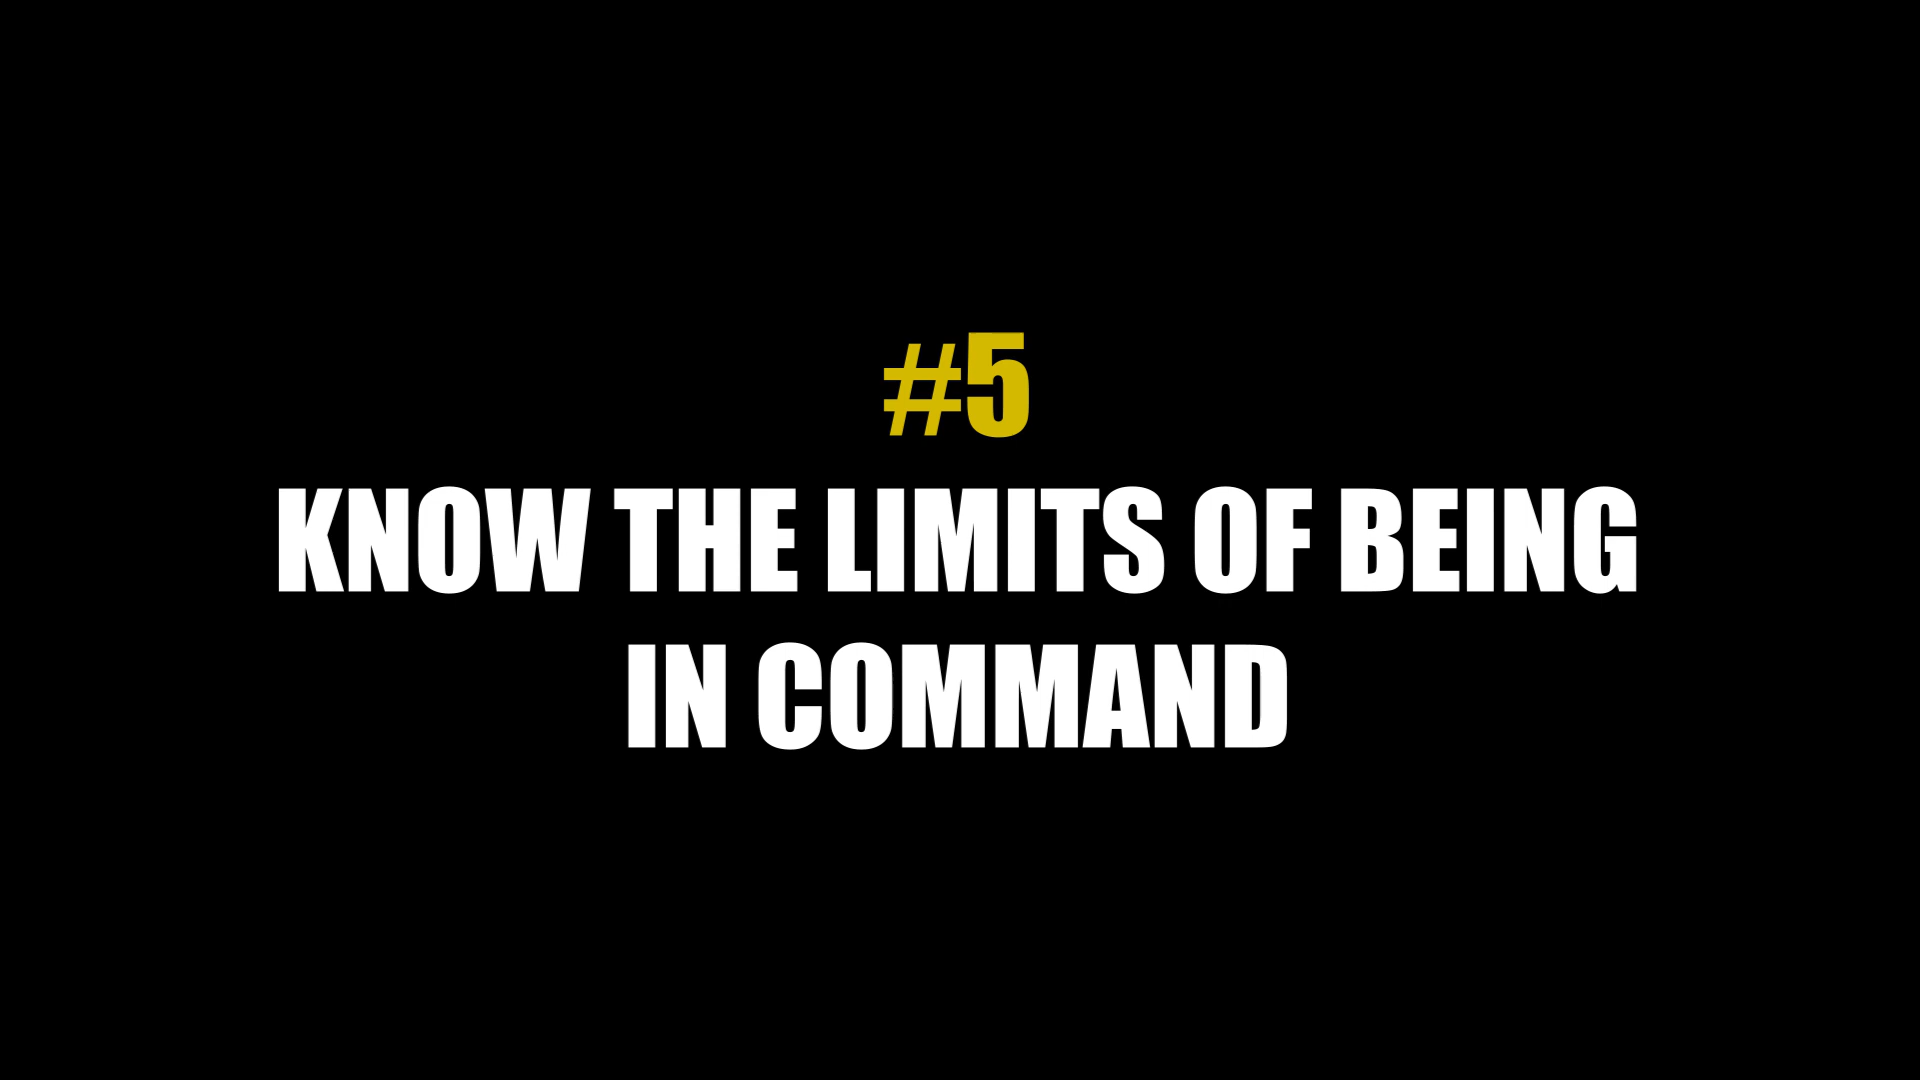 #5
KNOW THE LIMITS OF BEING
IN COMMAND